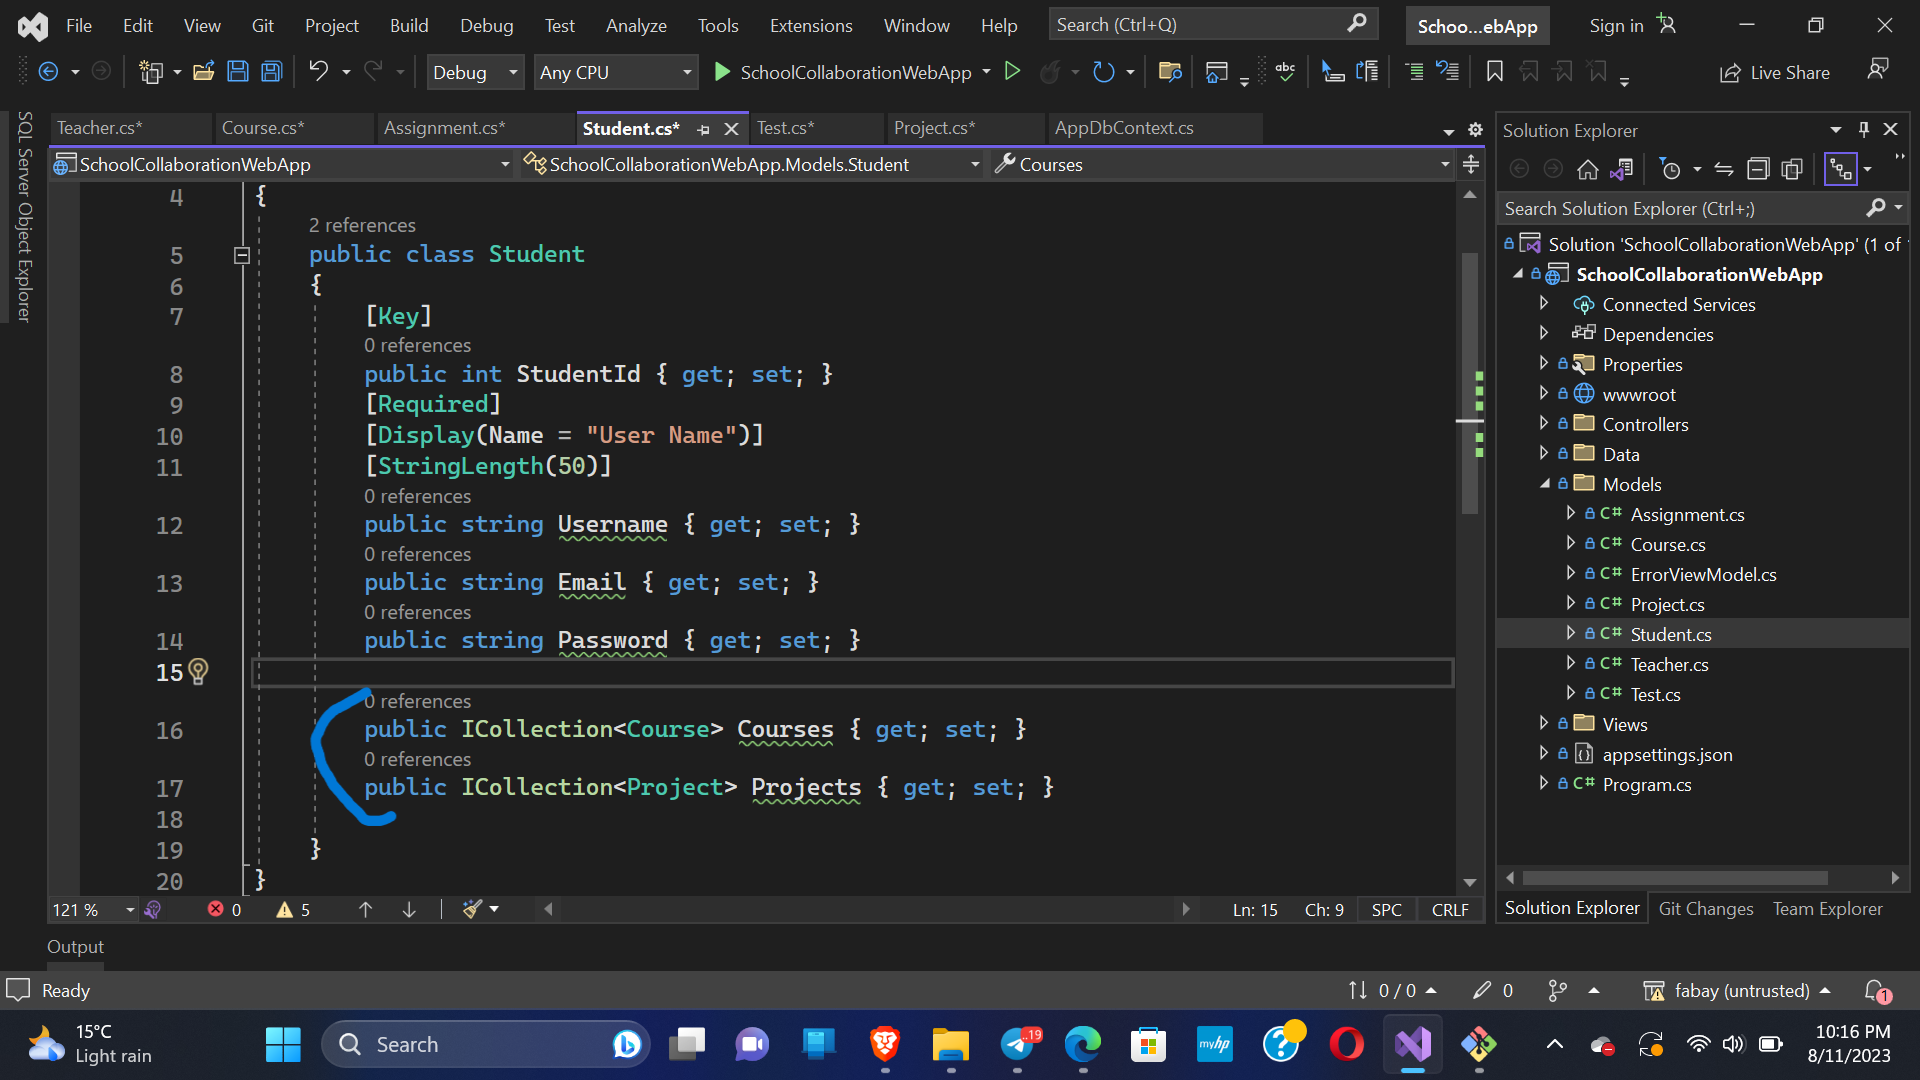 File Edit View Git Project Build Debug Test Analyze Tools Extensions Window Help Search (Ctrl+Q) Schoo...ebApp Sign in
Debug Any CPU SchoolCollaborationWebApp abc Live Share
SQL Server Object Explorer
Teacher.cs* Course.cs* Assignment.cs* Student.cs* Test.cs* Project.cs* AppDbContext.cs
SchoolCollaborationWebApp SchoolCollaborationWebApp.Models.Student Courses
4 {
2 references
5 public class Student
6 {
7 [Key]
0 references
8 public int StudentId { get; set; }
9 [Required]
10 [Display(Name = "User Name")]
11 [StringLength(50)]
0 references
12 public string Username { get; set; }
0 references
13 public string Email { get; set; }
0 references
14 public string Password { get; set; }
15
0 references
16 public ICollection<Course> Courses { get; set; }
0 references
17 public ICollection<Project> Projects { get; set; }
18
19 }
20 }
121 % 0 5 Ln: 15 Ch: 9 SPC CRLF
Solution Explorer
Search Solution Explorer (Ctrl+;)
Solution 'SchoolCollaborationWebApp' (1 of
SchoolCollaborationWebApp
Connected Services
Dependencies
Properties
wwwroot
Controllers
Data
Models
C# Assignment.cs
C# Course.cs
C# ErrorViewModel.cs
C# Project.cs
C# Student.cs
C# Teacher.cs
C# Test.cs
Views
appsettings.json
C# Program.cs
Solution Explorer Git Changes Team Explorer
Output
Ready 0 / 0 0 fabay (untrusted) 1
15°C
Light rain
Search
..19
myhp
10:16 PM
8/11/2023